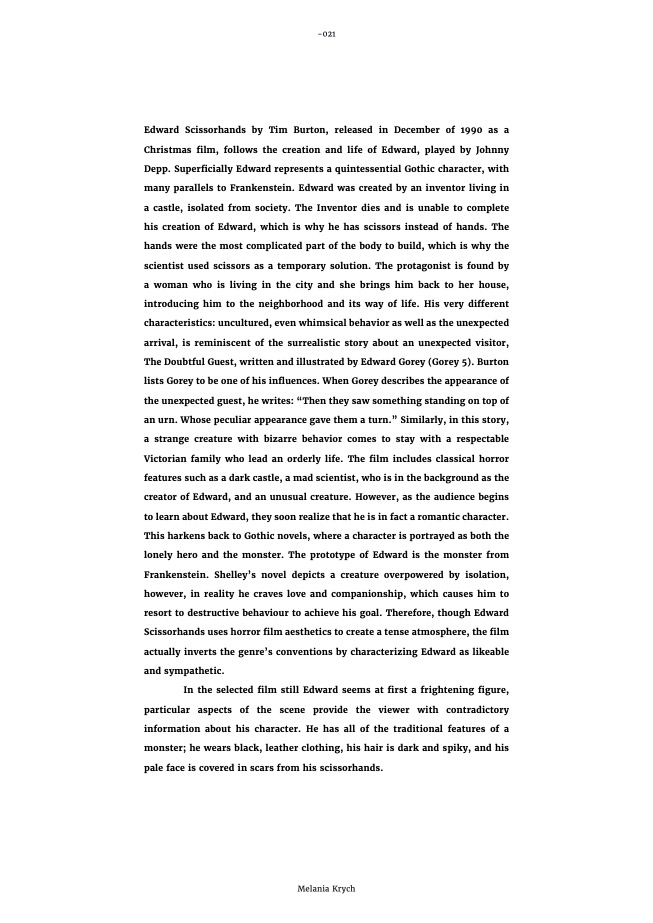 -021
Edward Scissorhands by Tim Burton, released in December of 1990 as a
Christmas film, follows the creation and life of Edward, played by Johnny
Depp. Superficially Edward represents a quintessential Gothic character, with
many parallels to Frankenstein. Edward was created by an inventor living in
a castle, isolated from society. The Inventor dies and is unable to complete
his creation of Edward, which is why he has scissors instead of hands. The
hands were the most complicated part of the body to build, which is why the
scientist used scissors as a temporary solution. The protagonist is found by
a woman who is living in the city and she brings him back to her house,
introducing him to the neighborhood and its way of life. His very different
characteristics: uncultured, even whimsical behavior as well as the unexpected
arrival, is reminiscent of the surrealistic story about an unexpected visitor,
The Doubtful Guest, written and illustrated by Edward Gorey (Gorey 5). Burton
lists Gorey to be one of his influences. When Gorey describes the appearance of
the unexpected guest, he writes: “Then they saw something standing on top of
an urn. Whose peculiar appearance gave them a turn.” Similarly, in this story,
a strange creature with bizarre behavior comes to stay with a respectable
Victorian family who lead an orderly life. The film includes classical horror
features such as a dark castle, a mad scientist, who is in the background as the
creator of Edward, and an unusual creature. However, as the audience begins
to learn about Edward, they soon realize that he is in fact a romantic character.
This harkens back to Gothic novels, where a character is portrayed as both the
lonely hero and the monster. The prototype of Edward is the monster from
Frankenstein. Shelley’s novel depicts a creature overpowered by isolation,
however, in reality he craves love and companionship, which causes him to
resort to destructive behaviour to achieve his goal. Therefore, though Edward
Scissorhands uses horror film aesthetics to create a tense atmosphere, the film
actually inverts the genre’s conventions by characterizing Edward as likeable
and sympathetic.
In the selected film still Edward seems at first a frightening figure,
particular aspects of the scene provide the viewer with contradictory
information about his character. He has all of the traditional features of a
monster; he wears black, leather clothing, his hair is dark and spiky, and his
pale face is covered in scars from his scissorhands.
Melania Krych